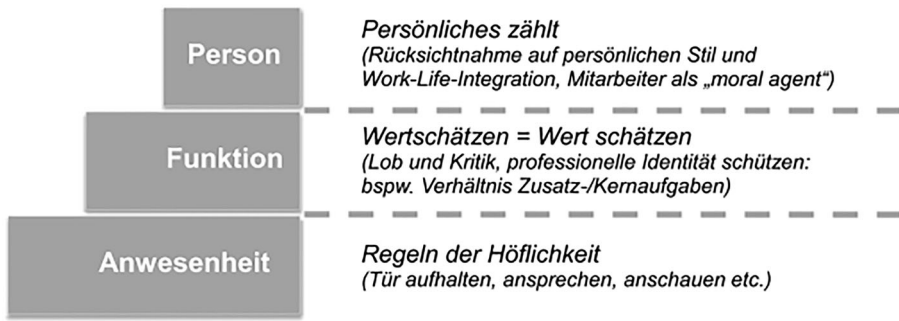 Person
Persönliches zählt
(Rücksichtnahme auf persönlichen Stil und
Work-Life-Integration, Mitarbeiter als „moral agent“)
Funktion
Wertschätzen = Wert schätzen
(Lob und Kritik, professionelle Identität schützen:
bspw. Verhältnis Zusatz-/Kernaufgaben)
Anwesenheit
Regeln der Höflichkeit
(Tür aufhalten, ansprechen, anschauen etc.)